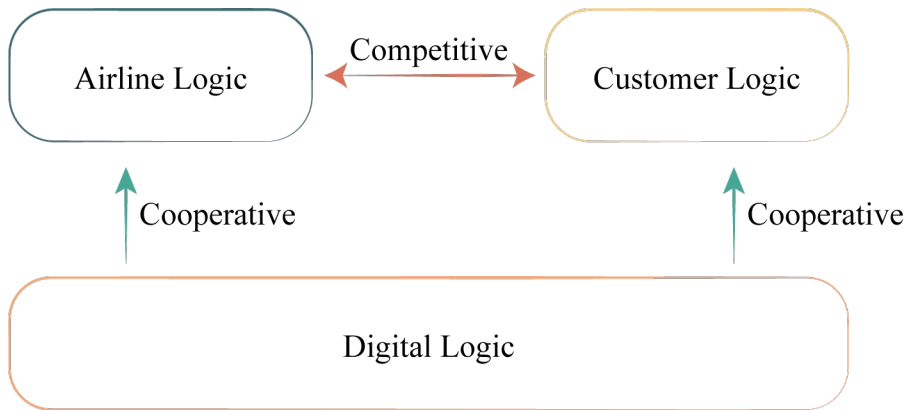 Competitive
Airline Logic
Customer Logic
Cooperative
Cooperative
Digital Logic